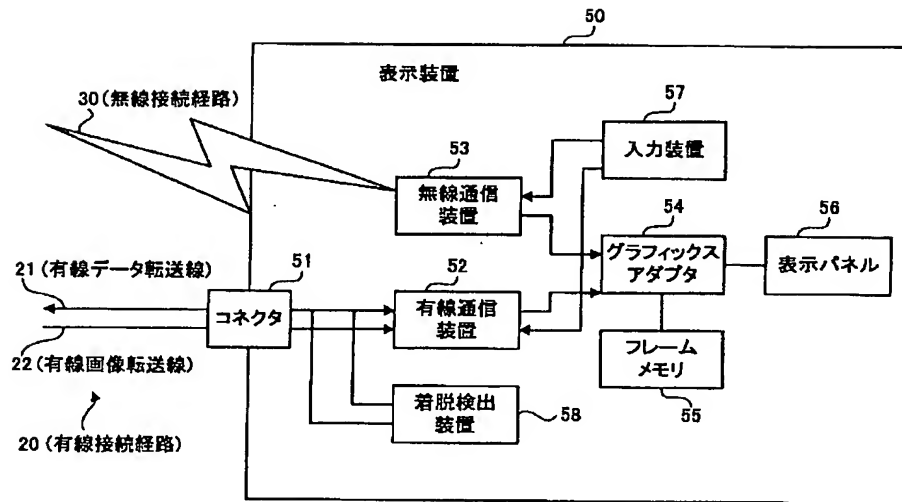 50
表示装置
30(無線接続経路)
57
入力装置
53
無線通信
装置
54
グラフィックス
アダプタ
56
表示パネル
21(有線データ転送線)
51
コネクタ
52
有線通信
装置
22(有線画像転送線)
フレーム
メモリ
55
着脱検出
装置
58
20(有線接続経路)